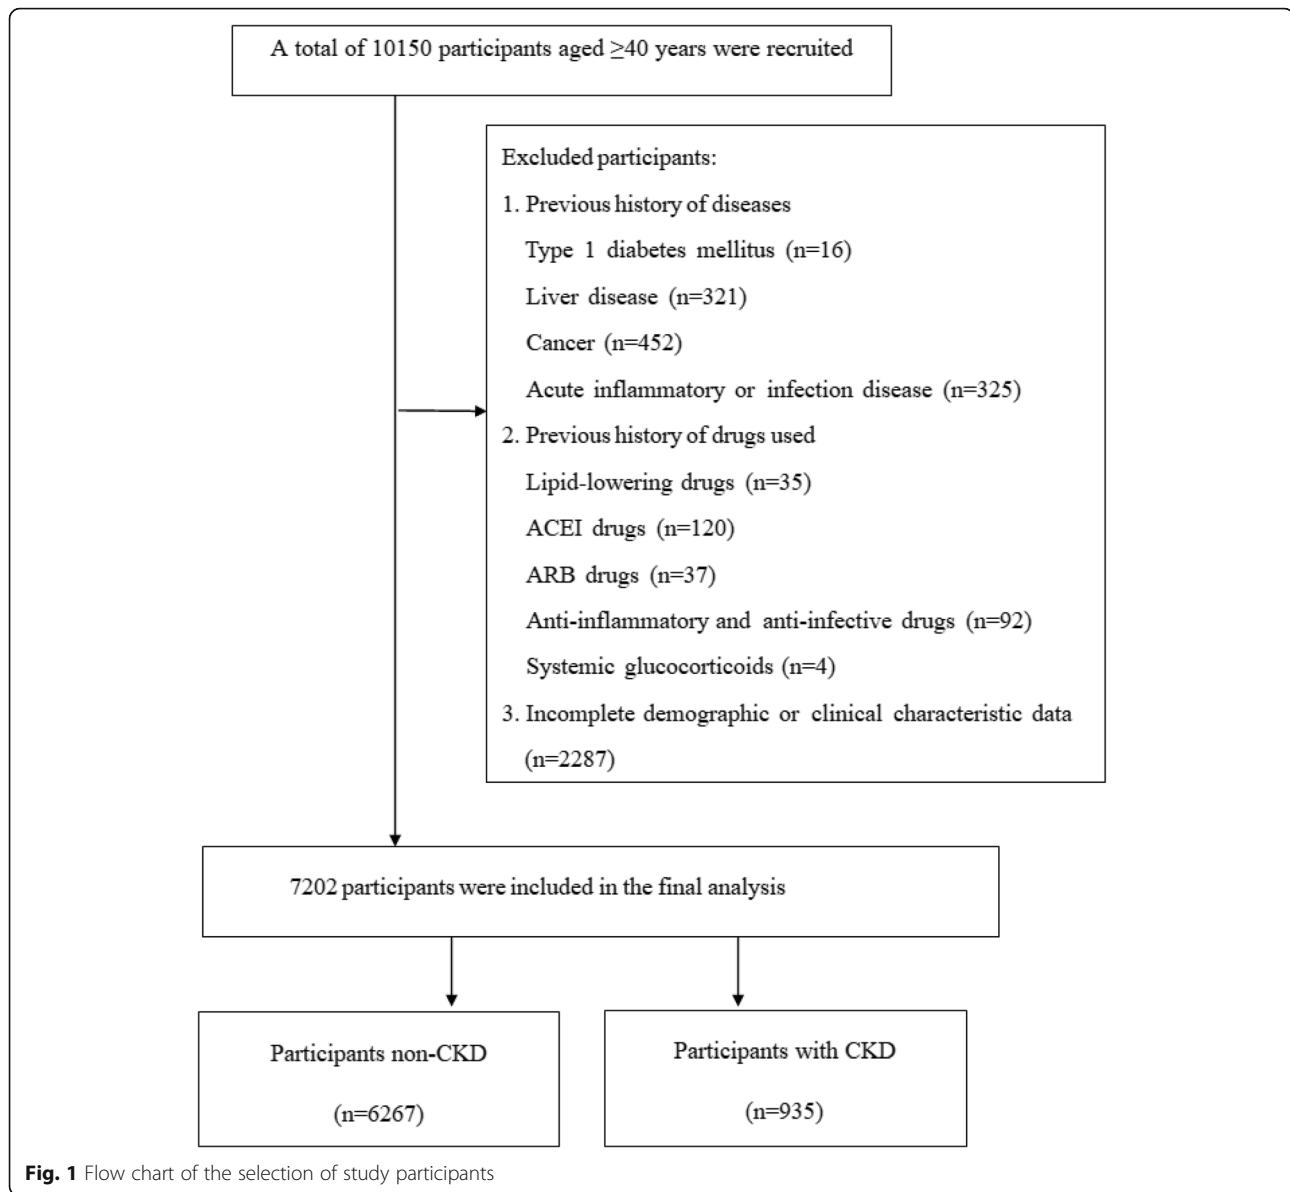 A total of 10150 participants aged ≥40 years were recruited
Excluded participants:
1. Previous history of diseases
Type 1 diabetes mellitus (n=16)
Liver disease (n=321)
Cancer (n=452)
Acute inflammatory or infection disease (n=325)
2. Previous history of drugs used
Lipid-lowering drugs (n=35)
ACEI drugs (n=120)
ARB drugs (n=37)
Anti-inflammatory and anti-infective drugs (n=92)
Systemic glucocorticoids (n=4)
3. Incomplete demographic or clinical characteristic data
(n=2287)
7202 participants were included in the final analysis
Participants non-CKD
(n=6267)
Participants with CKD
(n=935)
Fig. 1 Flow chart of the selection of study participants